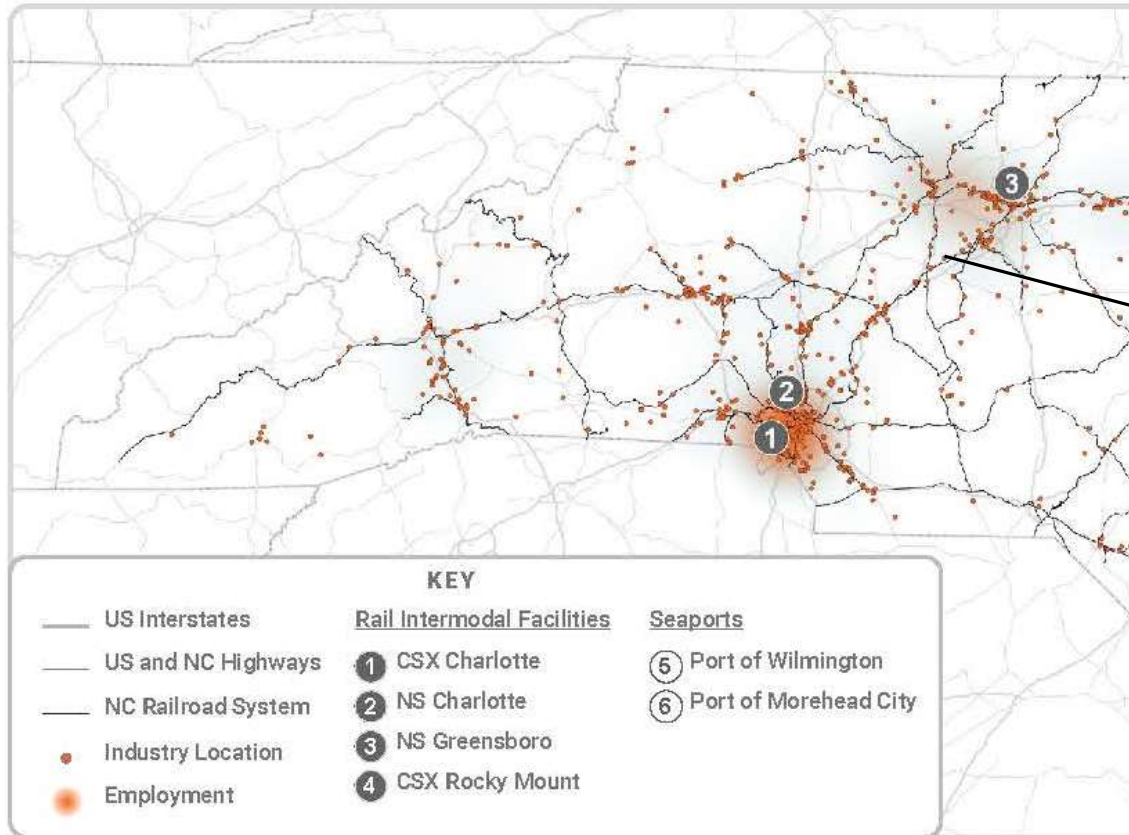 3
2
1
KEY
US Interstates
US and NC Highways
NC Railroad System
Industry Location
Employment
Rail Intermodal Facilities
1 CSX Charlotte
2 NS Charlotte
3 NS Greensboro
4 CSX Rocky Mount
Seaports
5 Port of Wilmington
6 Port of Morehead City